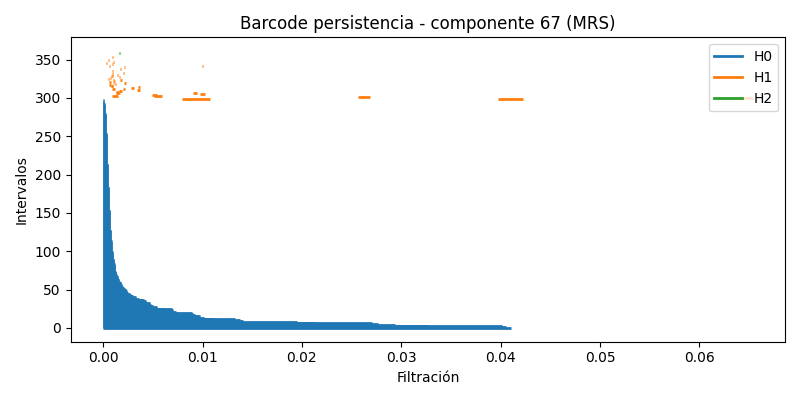 Barcode persistencia - componente 67 (MRS)
H0
H1
H2
Intervalos
350
300
250
200
150
100
50
0
0.00 0.01 0.02 0.03 0.04 0.05 0.06
Filtración